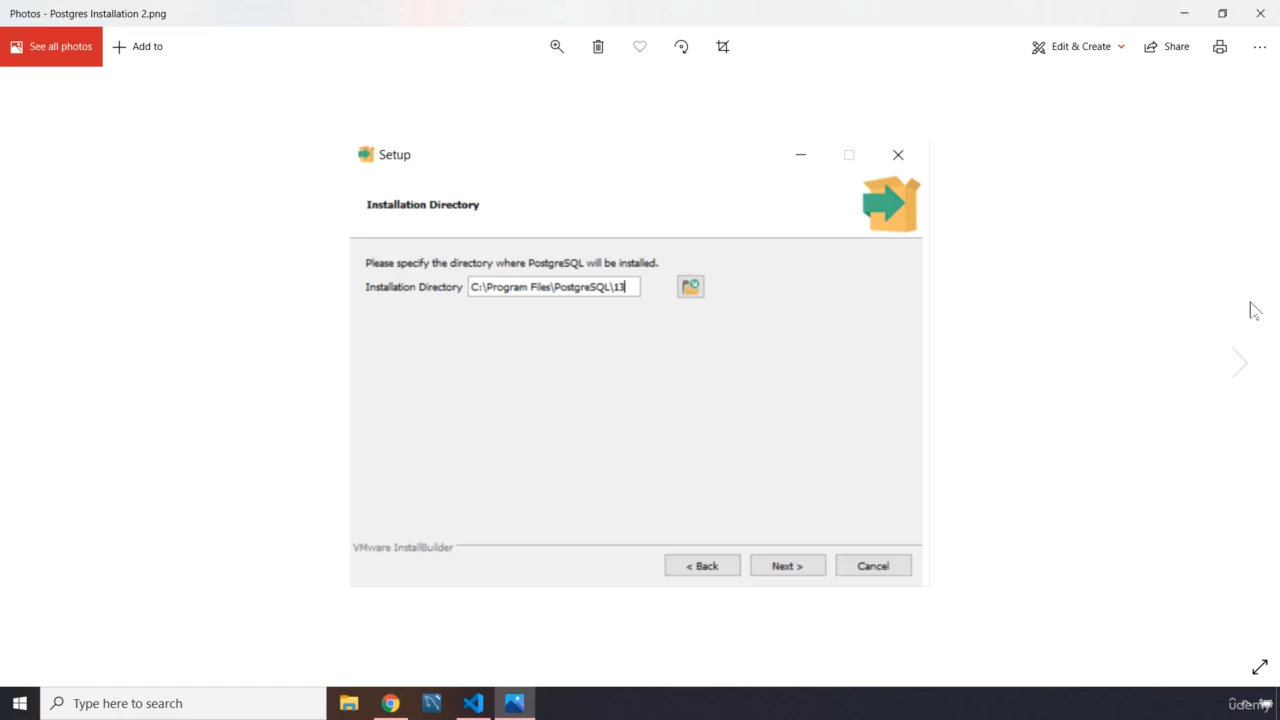 Photos - Postgres Installation 2.png
See all photos
Add to
Edit & Create
Share
Setup
Installation Directory
Please specify the directory where PostgreSQL will be installed.
Installation Directory C:\Program Files\PostgreSQL\13
VMware InstallBuilder
< Back
Next >
Cancel
Type here to search
udemy